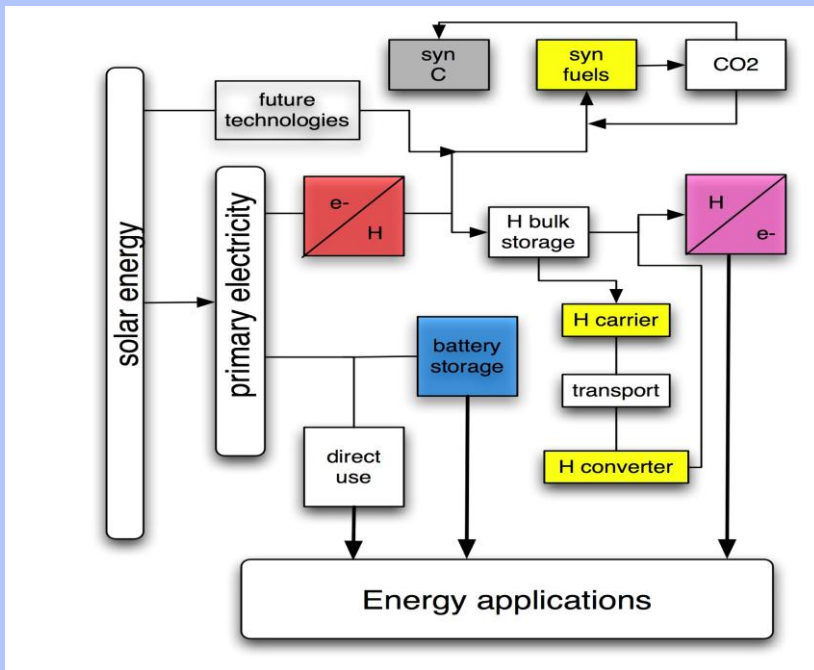 syn
C
syn
fuels
CO2
future
technologies
solar energy
primary electricity
e-
H
H bulk
storage
H
e-
H carrier
battery
storage
transport
direct
use
H converter
Energy applications